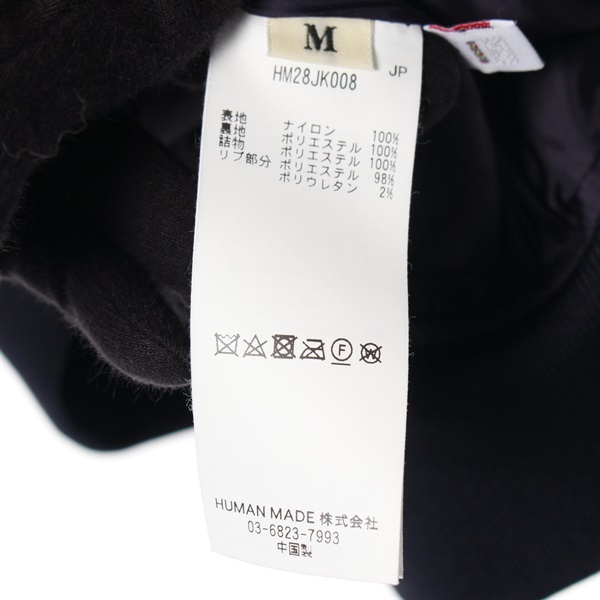 M
HM28JK008
JP
表地 ナイロン 100%
裏地 ポリエステル 100%
詰物 ポリエステル 100%
リブ部分 ポリエステル 98%
ポリウレタン 2%
F
W
HUMAN MADE 株式会社
03-6823-7993
中国製